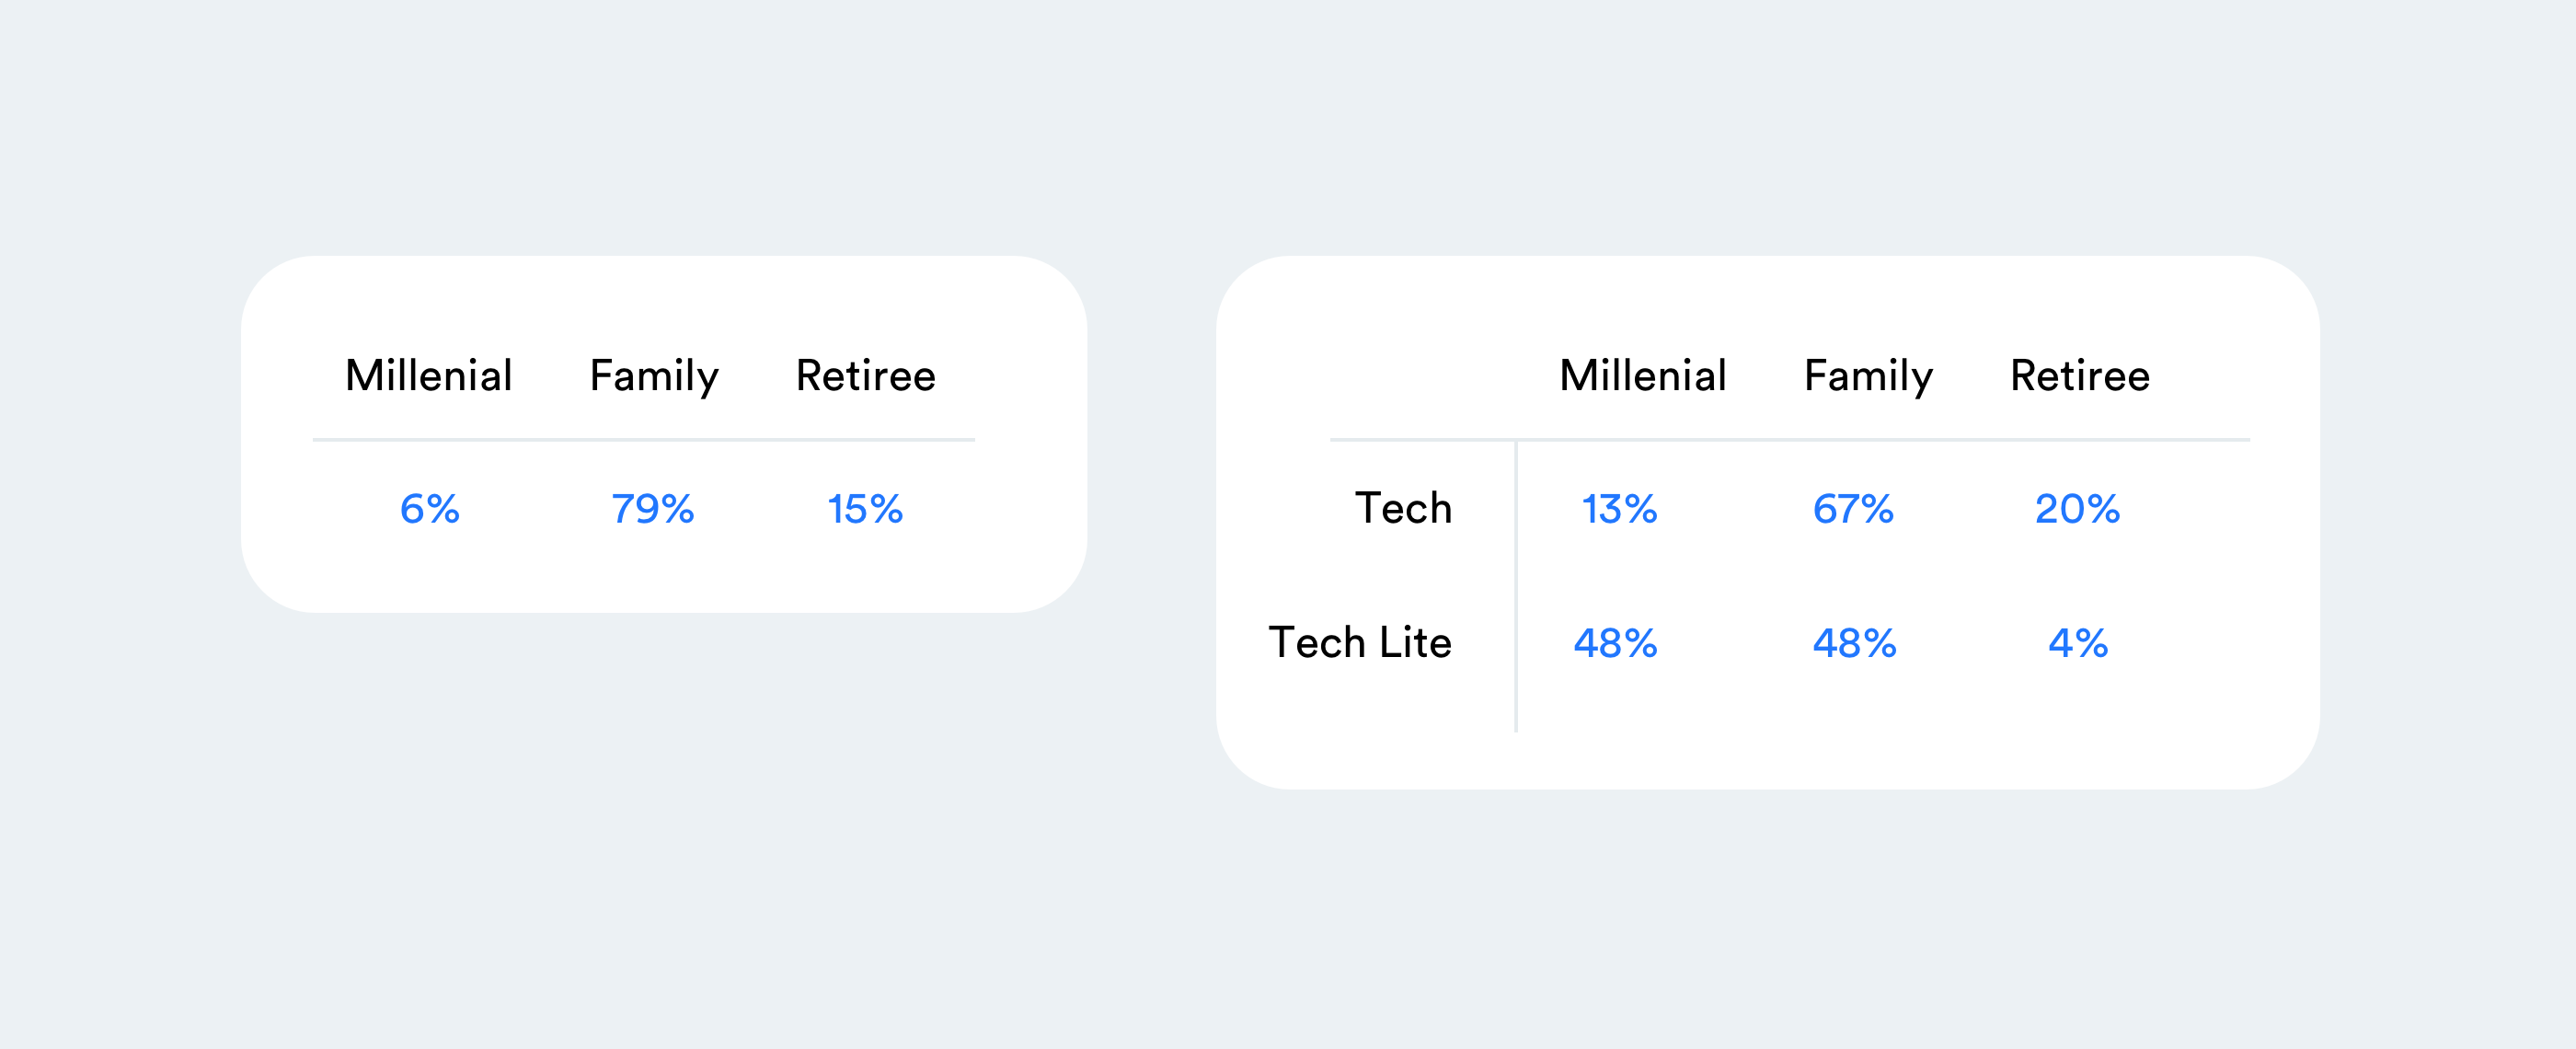 Millenial Family Retiree
6% 79% 15%
Millenial Family Retiree
Tech 13% 67% 20%
Tech Lite 48% 48% 4%